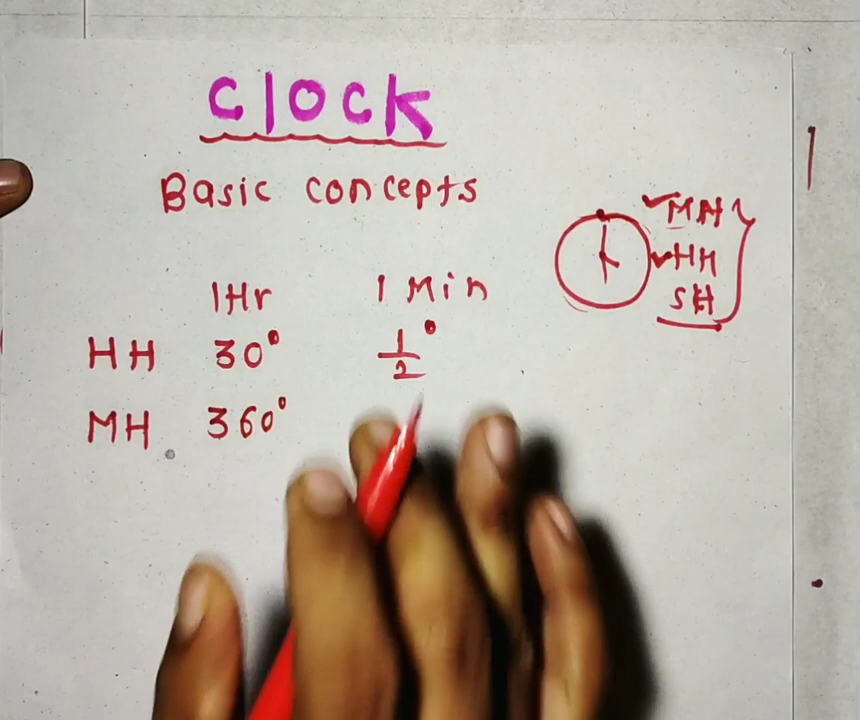 clock
Basic concepts
MH
HH
SH
1Hr 1 Min
HH 30° 1/2°
MH 360°